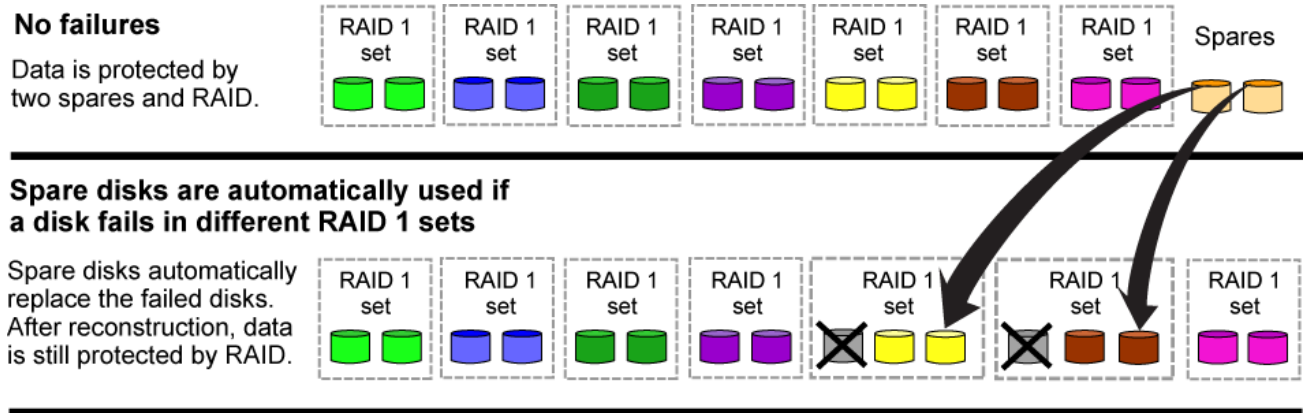 No failures
Data is protected by
two spares and RAID.
RAID 1
set
RAID 1
set
RAID 1
set
RAID 1
set
RAID 1
set
RAID 1
set
RAID 1
set
Spares
Spare disks are automatically used if
a disk fails in different RAID 1 sets
Spare disks automatically
replace the failed disks.
After reconstruction, data
is still protected by RAID.
RAID 1
set
RAID 1
set
RAID 1
set
RAID 1
set
RAID 1
set
RAID 1
set
RAID 1
set